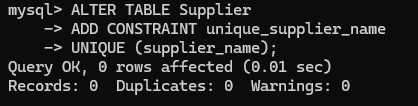 mysql> ALTER TABLE Supplier
    -> ADD CONSTRAINT unique_supplier_name
    -> UNIQUE (supplier_name);
Query OK, 0 rows affected (0.01 sec)
Records: 0  Duplicates: 0  Warnings: 0